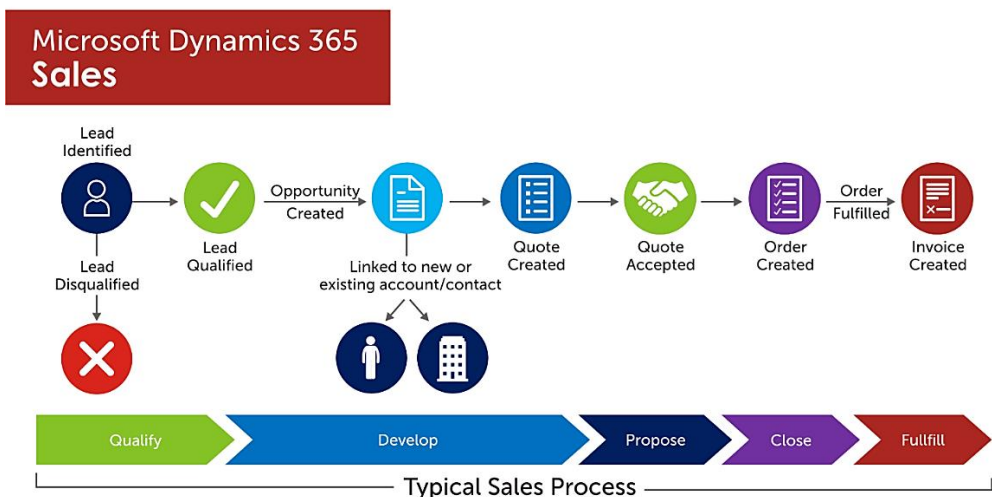 Microsoft Dynamics 365
Sales
Lead
Identified
Opportunity
Created
Order
Fulfilled
Lead
Qualified
Quote
Created
Quote
Accepted
Order
Created
Invoice
Created
Lead
Disqualified
Linked to new or
existing account/contact
Qualify
Develop
Propose
Close
Fullfill
Typical Sales Process